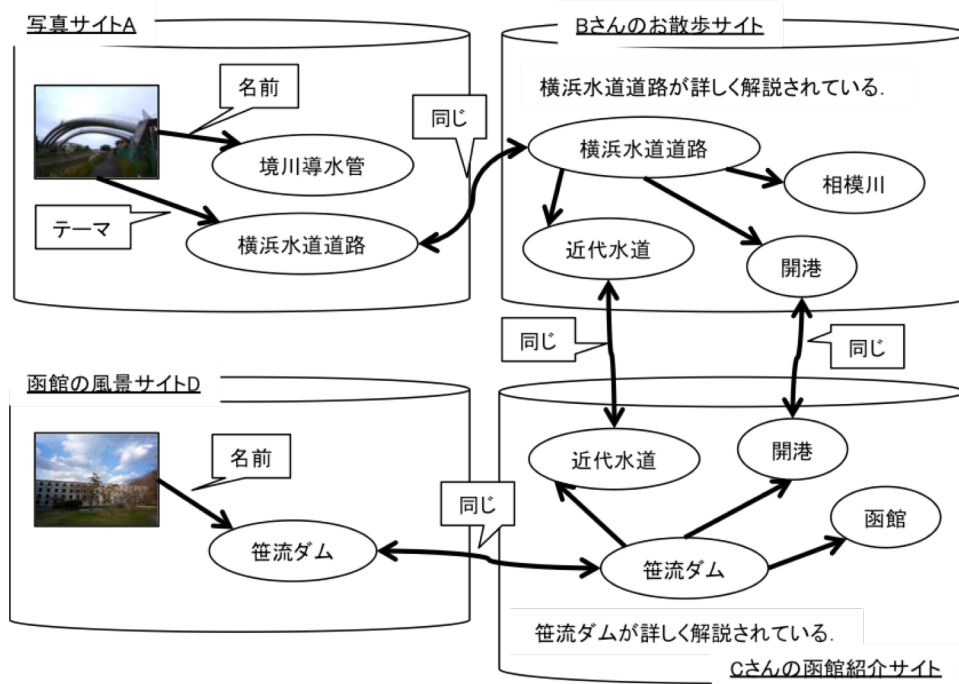 写真サイトA
名前
境川導水管
テーマ
横浜水道道路
同じ
Bさんのお散歩サイト
横浜水道道路が詳しく解説されている.
横浜水道道路
相模川
近代水道
開港
同じ
同じ
函館の風景サイトD
名前
笹流ダム
同じ
近代水道
開港
函館
笹流ダム
笹流ダムが詳しく解説されている.
Cさんの函館紹介サイト